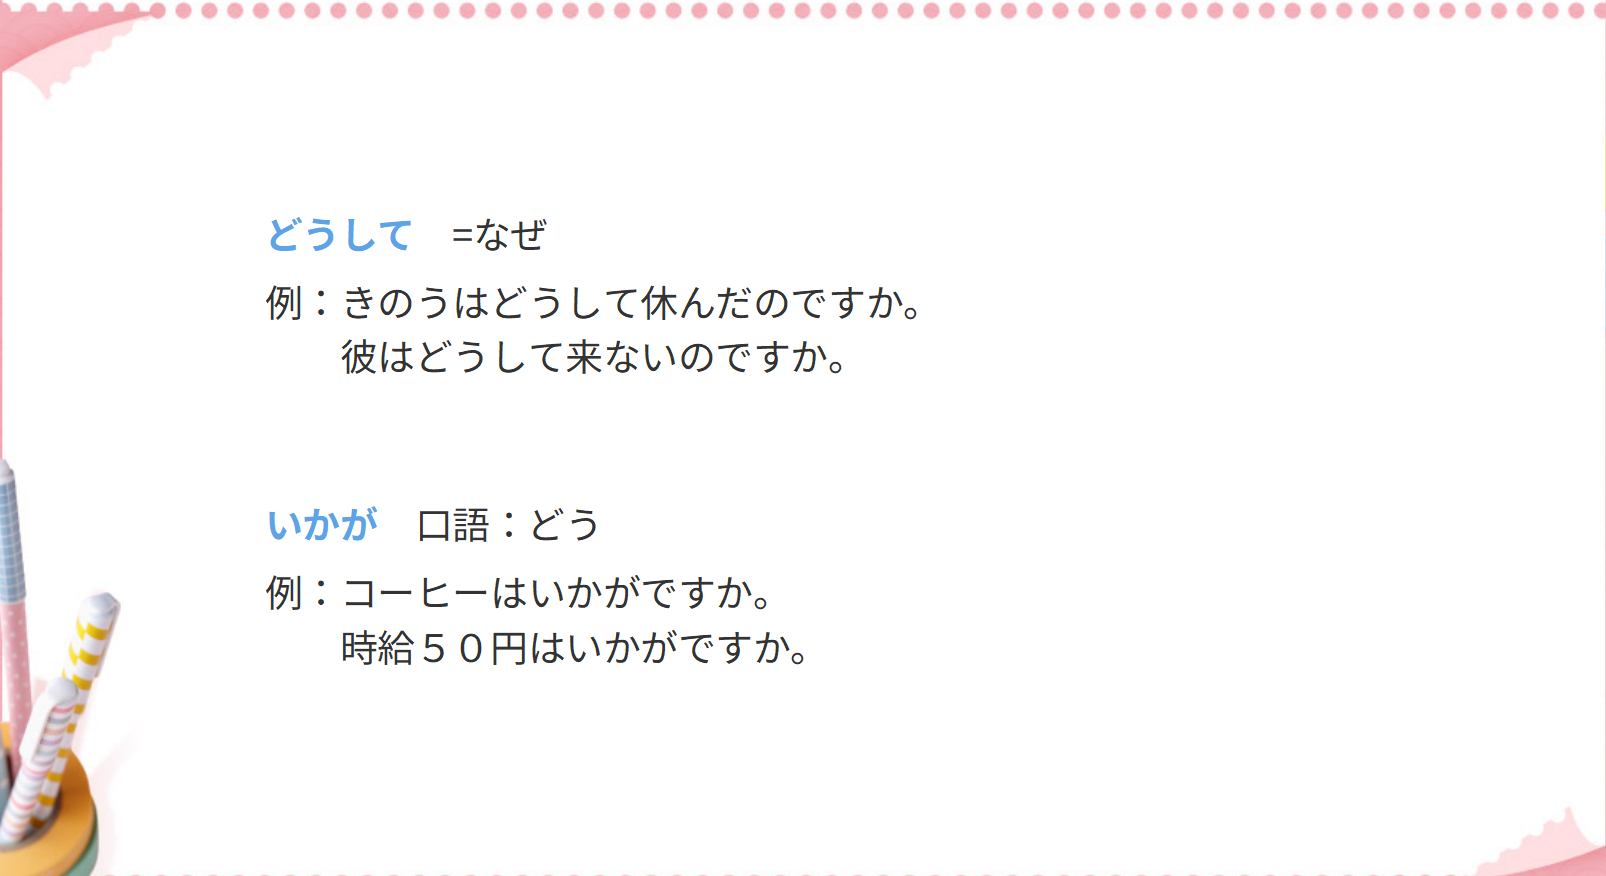 どうして　=なぜ
例：きのうはどうして休んだのですか。
彼はどうして来ないのですか。
いかが　口語：どう
例：コーヒーはいかがですか。
時給５０円はいかがですか。